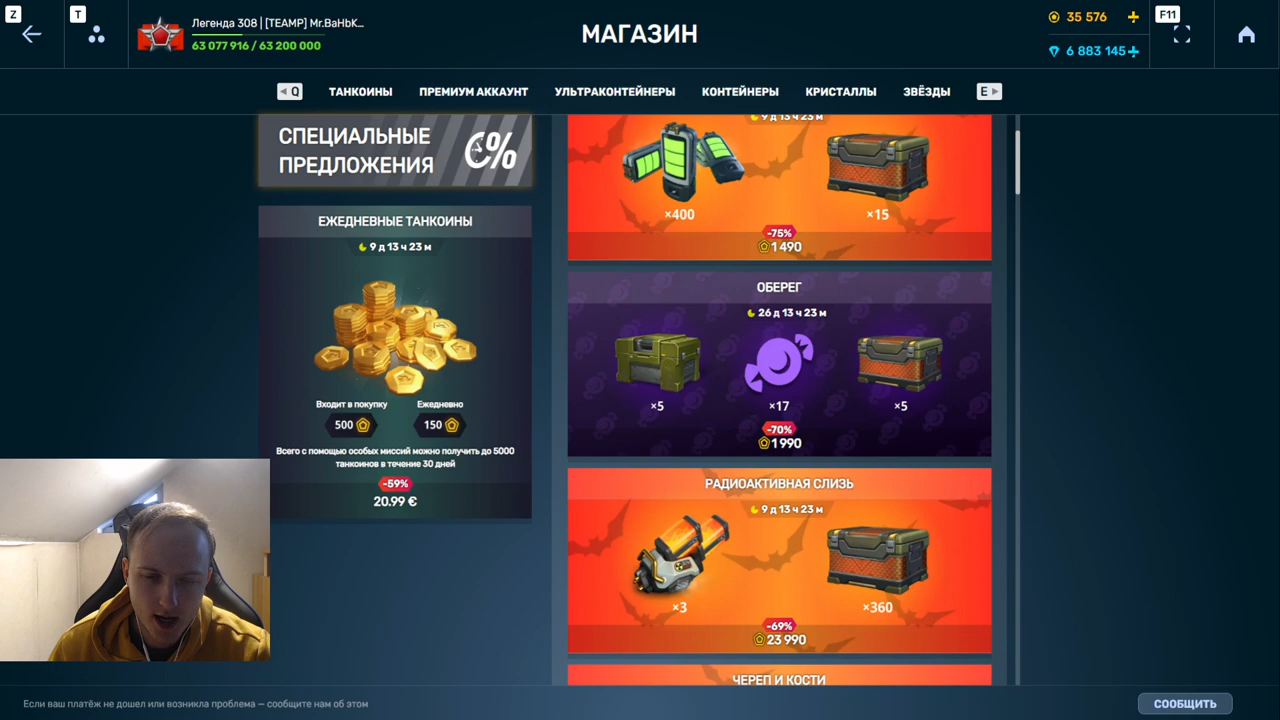 Z
T
Легенда 308 | [TEAMP] Mr.BaHbK...
63 077 916 / 63 200 000
МАГАЗИН
35 576
6 883 145
F11
Q
ТАНКОИНЫ
ПРЕМИУМ АККАУНТ
УЛЬТРАКОНТЕЙНЕРЫ
КОНТЕЙНЕРЫ
КРИСТАЛЛЫ
ЗВЁЗДЫ
E
СПЕЦИАЛЬНЫЕ
ПРЕДЛОЖЕНИЯ
%
ЕЖЕДНЕВНЫЕ ТАНКОИНЫ
9 д 13 ч 23 м
Входит в покупку
Ежедневно
500
150
Всего с помощью особых миссий можно получить до 5000
танкоинов в течение 30 дней
-59%
20.99 €
9 д 13 ч 23 м
×400
×15
-75%
1 490
ОБЕРЕГ
26 д 13 ч 23 м
×5
×17
×5
-70%
1 990
РАДИОАКТИВНАЯ СЛИЗЬ
9 д 13 ч 23 м
×3
×360
-69%
23 990
ЧЕРЕП И КОСТИ
Если ваш платёж не дошел или возникла проблема — сообщите нам об этом
СООБЩИТЬ